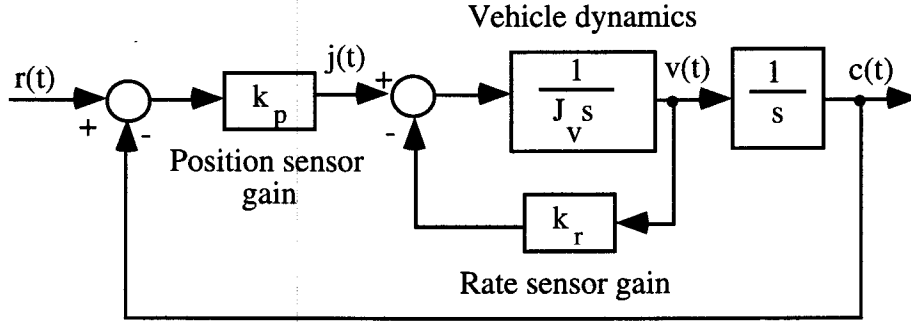 Vehicle dynamics
r(t)
+
-
k p
j(t)
+
-
1
J v s
v(t)
1
s
c(t)
Position sensor
gain
k r
Rate sensor gain